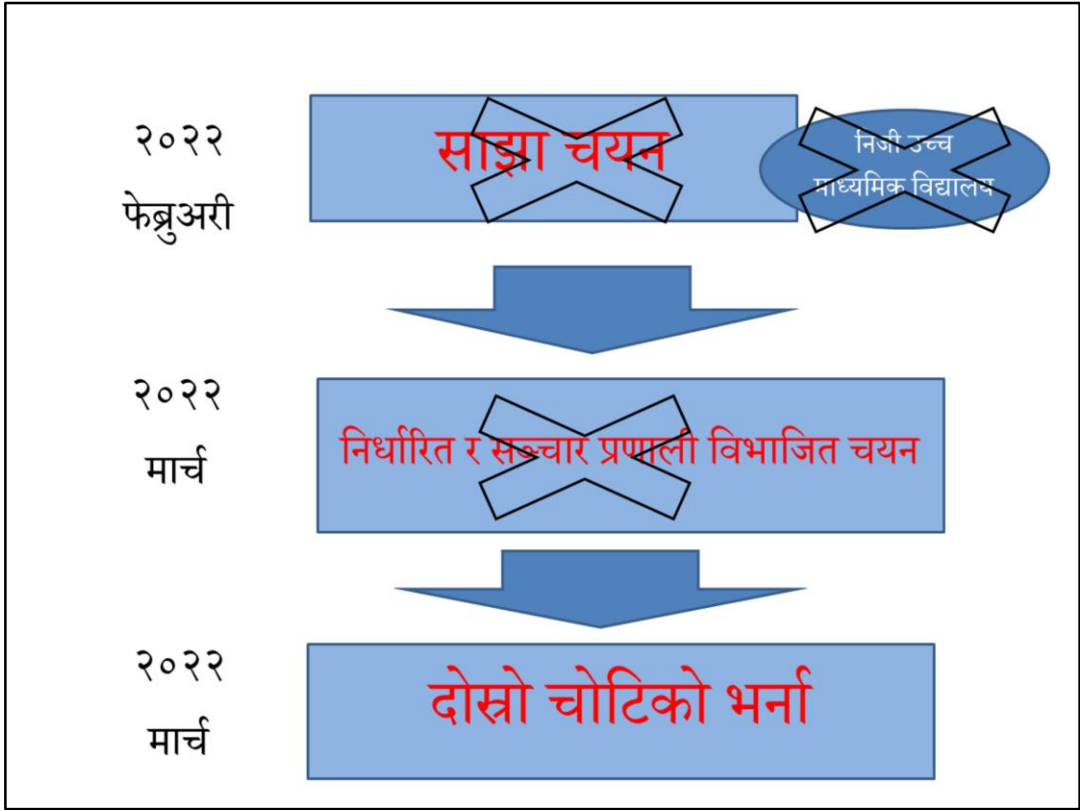 २०२२
फेब्रुअरी
साझा चयन
निजी उच्च
माध्यमिक विद्यालय
२०२२
मार्च
निर्धारित र सञ्चार प्रणाली विभाजित चयन
२०२२
मार्च
दोस्रो चोटिको भर्ना